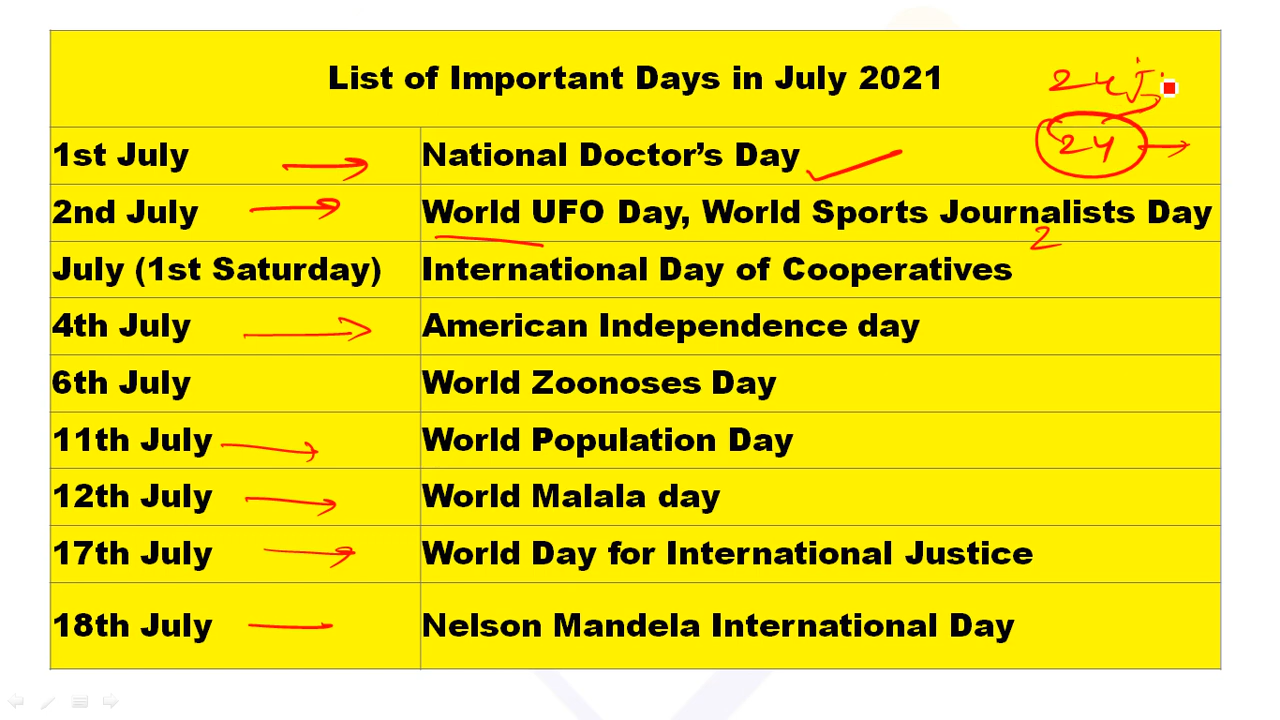 List of Important Days in July 2021
24
24
1st July National Doctor's Day
2nd July World UFO Day, World Sports Journalists Day
2
July (1st Saturday) International Day of Cooperatives
4th July American Independence day
6th July World Zoonoses Day
11th July World Population Day
12th July World Malala day
17th July World Day for International Justice
18th July Nelson Mandela International Day